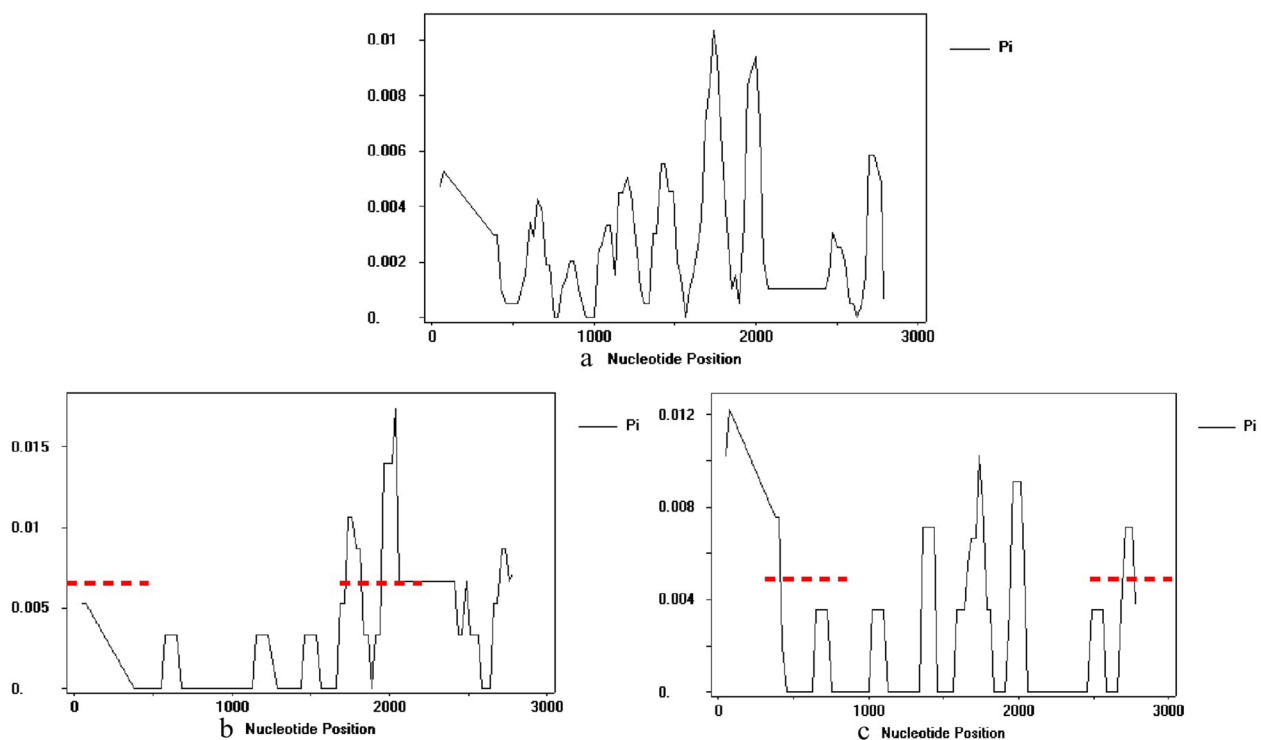 0.01
0.008
0.006
0.004
0.002
0.
0 1000 2000 3000
a Nucleotide Position
Pi
0.015
0.01
0.005
0.
0 1000 2000 3000
b Nucleotide Position
Pi
0.012
0.008
0.004
0.
0 1000 2000 3000
c Nucleotide Position
Pi